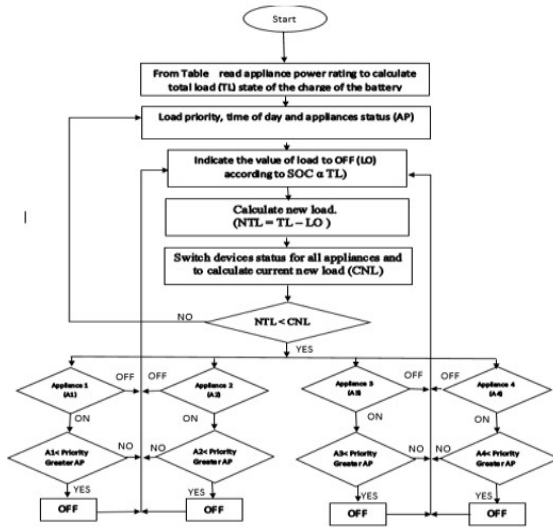 Start
From Table read appliance power rating to calculate
total load (TL) state of the charge of the battery
Load priority, time of day and appliances status (AP)
Indicate the value of load to OFF (LO)
according to SOC α TL)
Calculate new load.
(NTL = TL – LO )
Switch devices status for all appliances and
to calculate current new load (CNL)
NO
NTL < CNL
YES
Appliance 1
(A1)
OFF
OFF
Appliance 2
(A2)
Appliance 3
(A3)
OFF
OFF
Appliance 4
(A4)
ON
ON
ON
ON
A1< Priority
Greater AP
NO
NO
A2< Priority
Greater AP
A3< Priority
Greater AP
NO
NO
A4< Priority
Greater AP
YES
YES
YES
YES
OFF
OFF
OFF
OFF